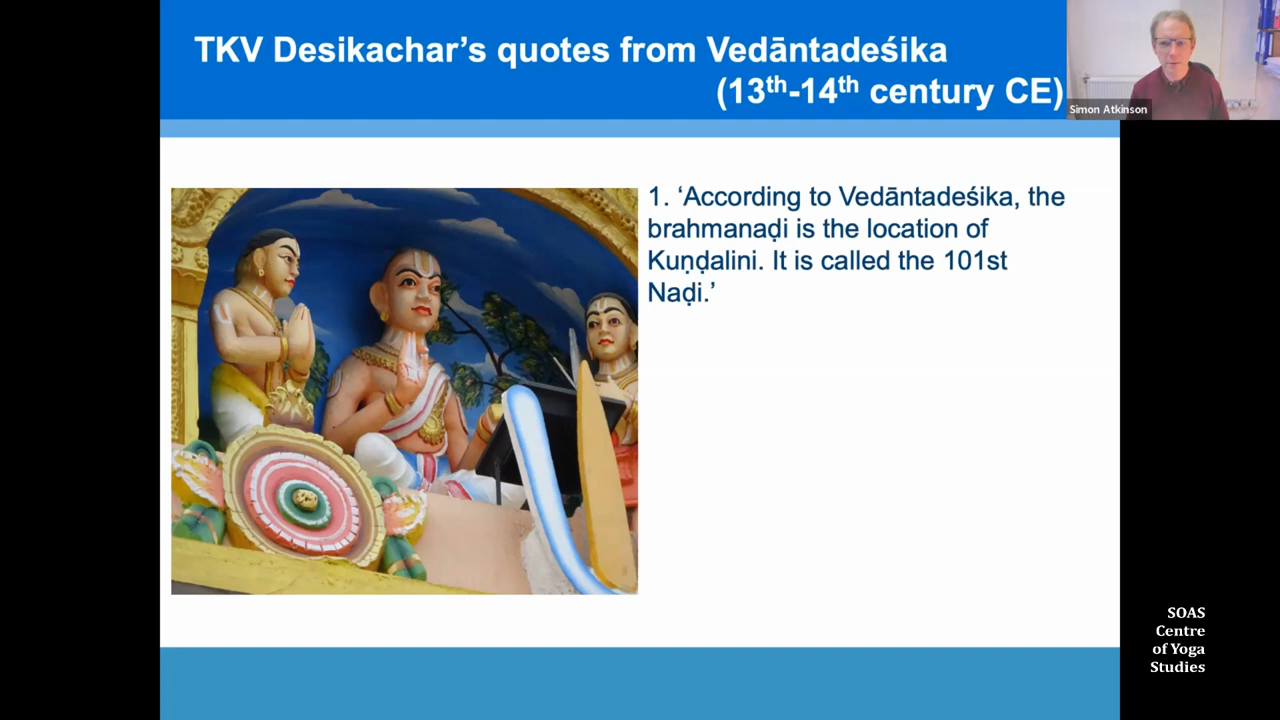 TKV Desikachar’s quotes from Vedāntadeśika
(13th-14th century CE)
Simon Atkinson
1. ‘According to Vedāntadeśika, the
brahmanaḍi is the location of
Kuṇḍalini. It is called the 101st
Naḍi.’
SOAS
Centre
of Yoga
Studies